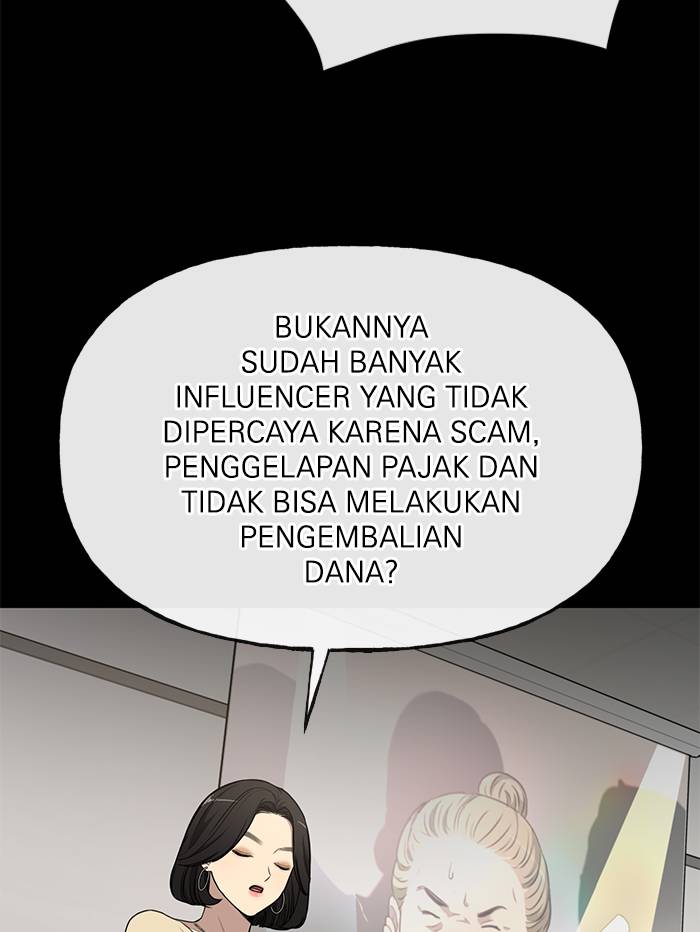 BUKANNYA
SUDAH BANYAK
INFLUENCER YANG TIDAK
DIPERCAYA KARENA SCAM,
PENGGELAPAN PAJAK DAN
TIDAK BISA MELAKUKAN
PENGEMBALIAN
DANA?